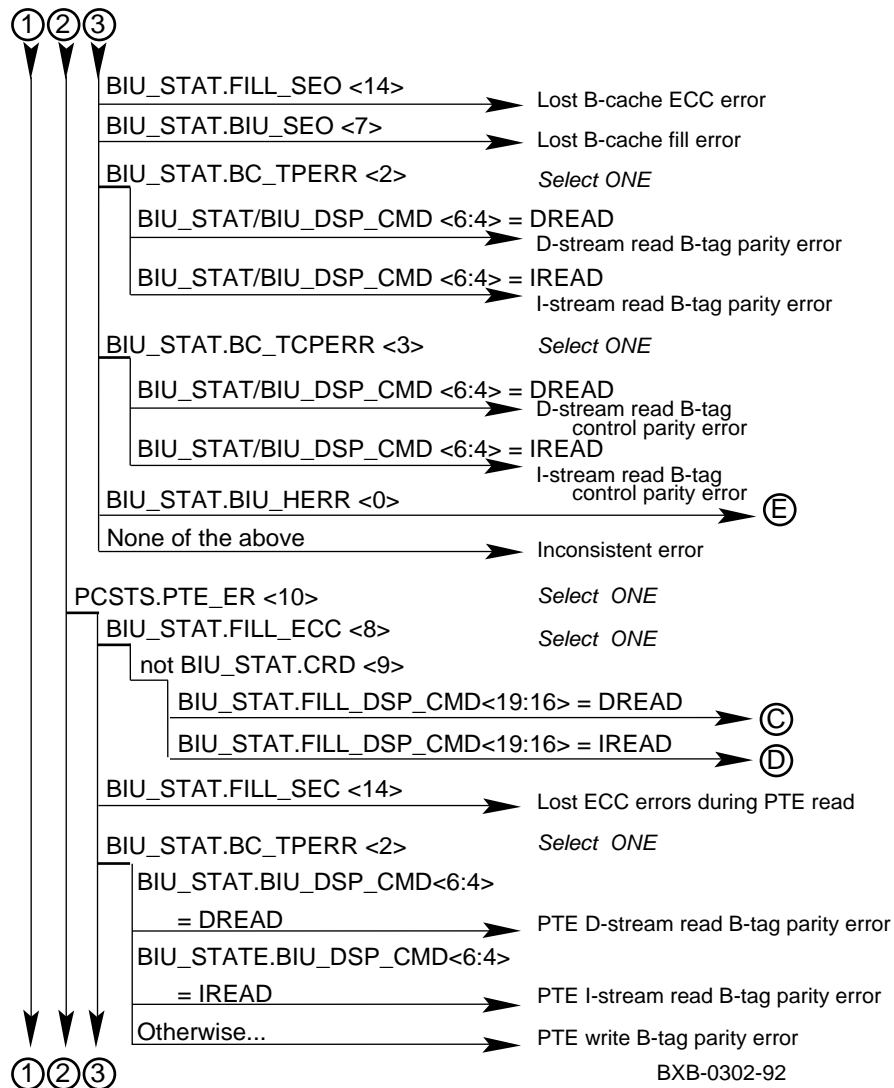 1 2 3
BIU_STAT.FILL_SEO <14>
Lost B-cache ECC error
BIU_STAT.BIU_SEO <7>
Lost B-cache fill error
BIU_STAT.BC_TPERR <2> Select ONE
BIU_STAT/BIU_DSP_CMD <6:4> = DREAD
D-stream read B-tag parity error
BIU_STAT/BIU_DSP_CMD <6:4> = IREAD
I-stream read B-tag parity error
BIU_STAT.BC_TCPERR <3> Select ONE
BIU_STAT/BIU_DSP_CMD <6:4> = DREAD
D-stream read B-tag
control parity error
BIU_STAT/BIU_DSP_CMD <6:4> = IREAD
I-stream read B-tag
control parity error
BIU_STAT.BIU_HERR <0> E
None of the above
Inconsistent error
PCSTS.PTE_ER <10> Select ONE
BIU_STAT.FILL_ECC <8> Select ONE
not BIU_STAT.CRD <9>
BIU_STAT.FILL_DSP_CMD<19:16> = DREAD C
BIU_STAT.FILL_DSP_CMD<19:16> = IREAD D
BIU_STAT.FILL_SEC <14>
Lost ECC errors during PTE read
BIU_STAT.BC_TPERR <2> Select ONE
BIU_STAT.BIU_DSP_CMD<6:4>
= DREAD PTE D-stream read B-tag parity error
BIU_STATE.BIU_DSP_CMD<6:4>
= IREAD PTE I-stream read B-tag parity error
Otherwise... PTE write B-tag parity error
1 2 3 BXB-0302-92